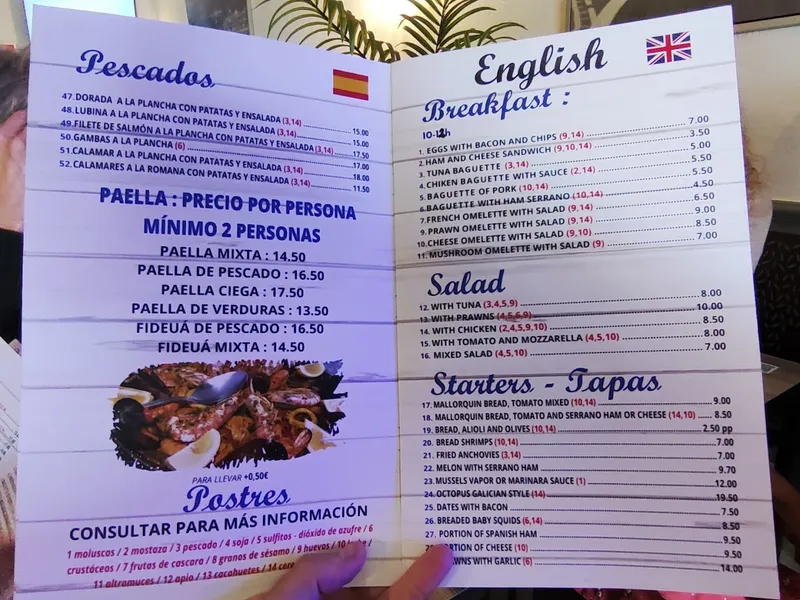 Pescados
47. DORADA A LA PLANCHA CON PATATAS Y ENSALADA (3,14) 15.00
48. LUBINA A LA PLANCHA CON PATATAS Y ENSALADA (3,14) 15.00
49. FILETE DE SALMÓN A LA PLANCHA CON PATATAS Y ENSALADA (3,14) 17.50
50. GAMBAS A LA PLANCHA (6) 17.00
51. CALAMAR A LA PLANCHA CON PATATAS Y ENSALADA (3,14) 18.00
52. CALAMARES A LA ROMANA CON PATATAS Y ENSALADA (3,14) 11.50
PAELLA : PRECIO POR PERSONA
MÍNIMO 2 PERSONAS
PAELLA MIXTA : 14.50
PAELLA DE PESCADO : 16.50
PAELLA CIEGA : 17.50
PAELLA DE VERDURAS : 13.50
FIDEUÁ DE PESCADO : 16.50
FIDEUÁ MIXTA : 14.50
PARA LLEVAR +0,50€
Postres
CONSULTAR PARA MÁS INFORMACIÓN
1 moluscos / 2 mostaza / 3 pescado / 4 soja / 5 sulfitos - dióxido de azufre / 6
crustáceos / 7 frutas de cascara / 8 granos de sésamo / 9 huevos / 10
11 altramuces / 12 apio / 13 cacahuetes / 14
English
Breakfast :
1. EGGS WITH BACON AND CHIPS (9,14) 7.00
2. HAM AND CHEESE SANDWICH (9,10,14) 3.50
3. TUNA BAGUETTE (3,14) 5.00
4. CHIKEN BAGUETTE WITH SAUCE (2,14) 5.50
5. BAGUETTE OF PORK (10,14) 5.50
6. BAGUETTE WITH HAM SERRANO (10,14) 4.50
7. FRENCH OMELETTE WITH SALAD (9,14) 6.50
9. PRAWN OMELETTE WITH SALAD (9,14) 9.00
10. CHEESE OMELETTE WITH SALAD (9,10) 8.50
11. MUSHROOM OMELETTE WITH SALAD (9) 7.00
Salad
12. WITH TUNA (3,4,5,9) 8.00
13. WITH PRAWNS (4,5,6,9) 10.00
14. WITH CHICKEN (2,4,5,9,10) 8.50
15. WITH TOMATO AND MOZZARELLA (4,5,10) 8.00
16. MIXED SALAD (4,5,10) 7.00
Starters - Tapas
17. MALLORQUIN BREAD, TOMATO MIXED (10,14) 9.00
18. MALLORQUIN BREAD, TOMATO AND SERRANO HAM OR CHEESE (14,10) 8.50
19. BREAD, ALIOLI AND OLIVES (10,14) 2.50 pp
20. BREAD SHRIMPS (10,14) 7.00
21. FRIED ANCHOVIES (3,14) 7.00
22. MELON WITH SERRANO HAM 9.70
23. MUSSELS VAPOR OR MARINARA SAUCE (1) 12.00
24. OCTOPUS GALICIAN STYLE (14) 19.50
25. DATES WITH BACON 7.50
26. BREADED BABY SQUIDS (6,14) 8.50
27. PORTION OF SPANISH HAM 9.50
PORTION OF CHEESE (10) 9.50
WITH GARLIC (6) 14.00